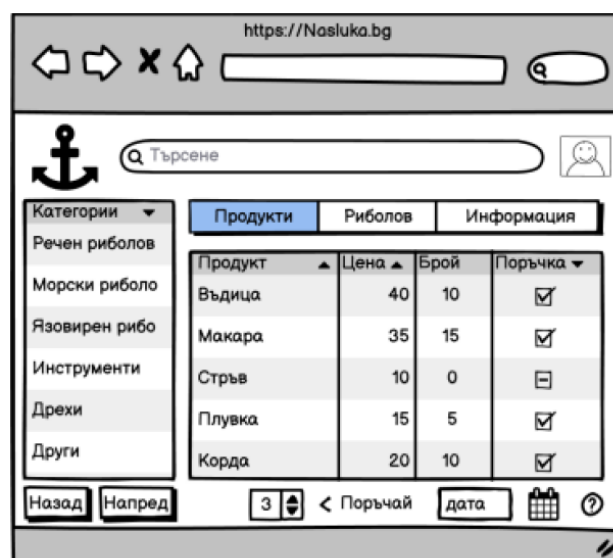 https://Nasluka.bg
Търсене
Категории
Речен риболов
Морски риболо
Язовирен рибо
Инструменти
Дрехи
Други
Продукти Риболов Информация
Продукт Цена Брой Поръчка
Въдица 40 10
Макара 35 15
Стръв 10 0
Плувка 15 5
Корда 20 10
Назад Напред 3 < Поръчай дата ?